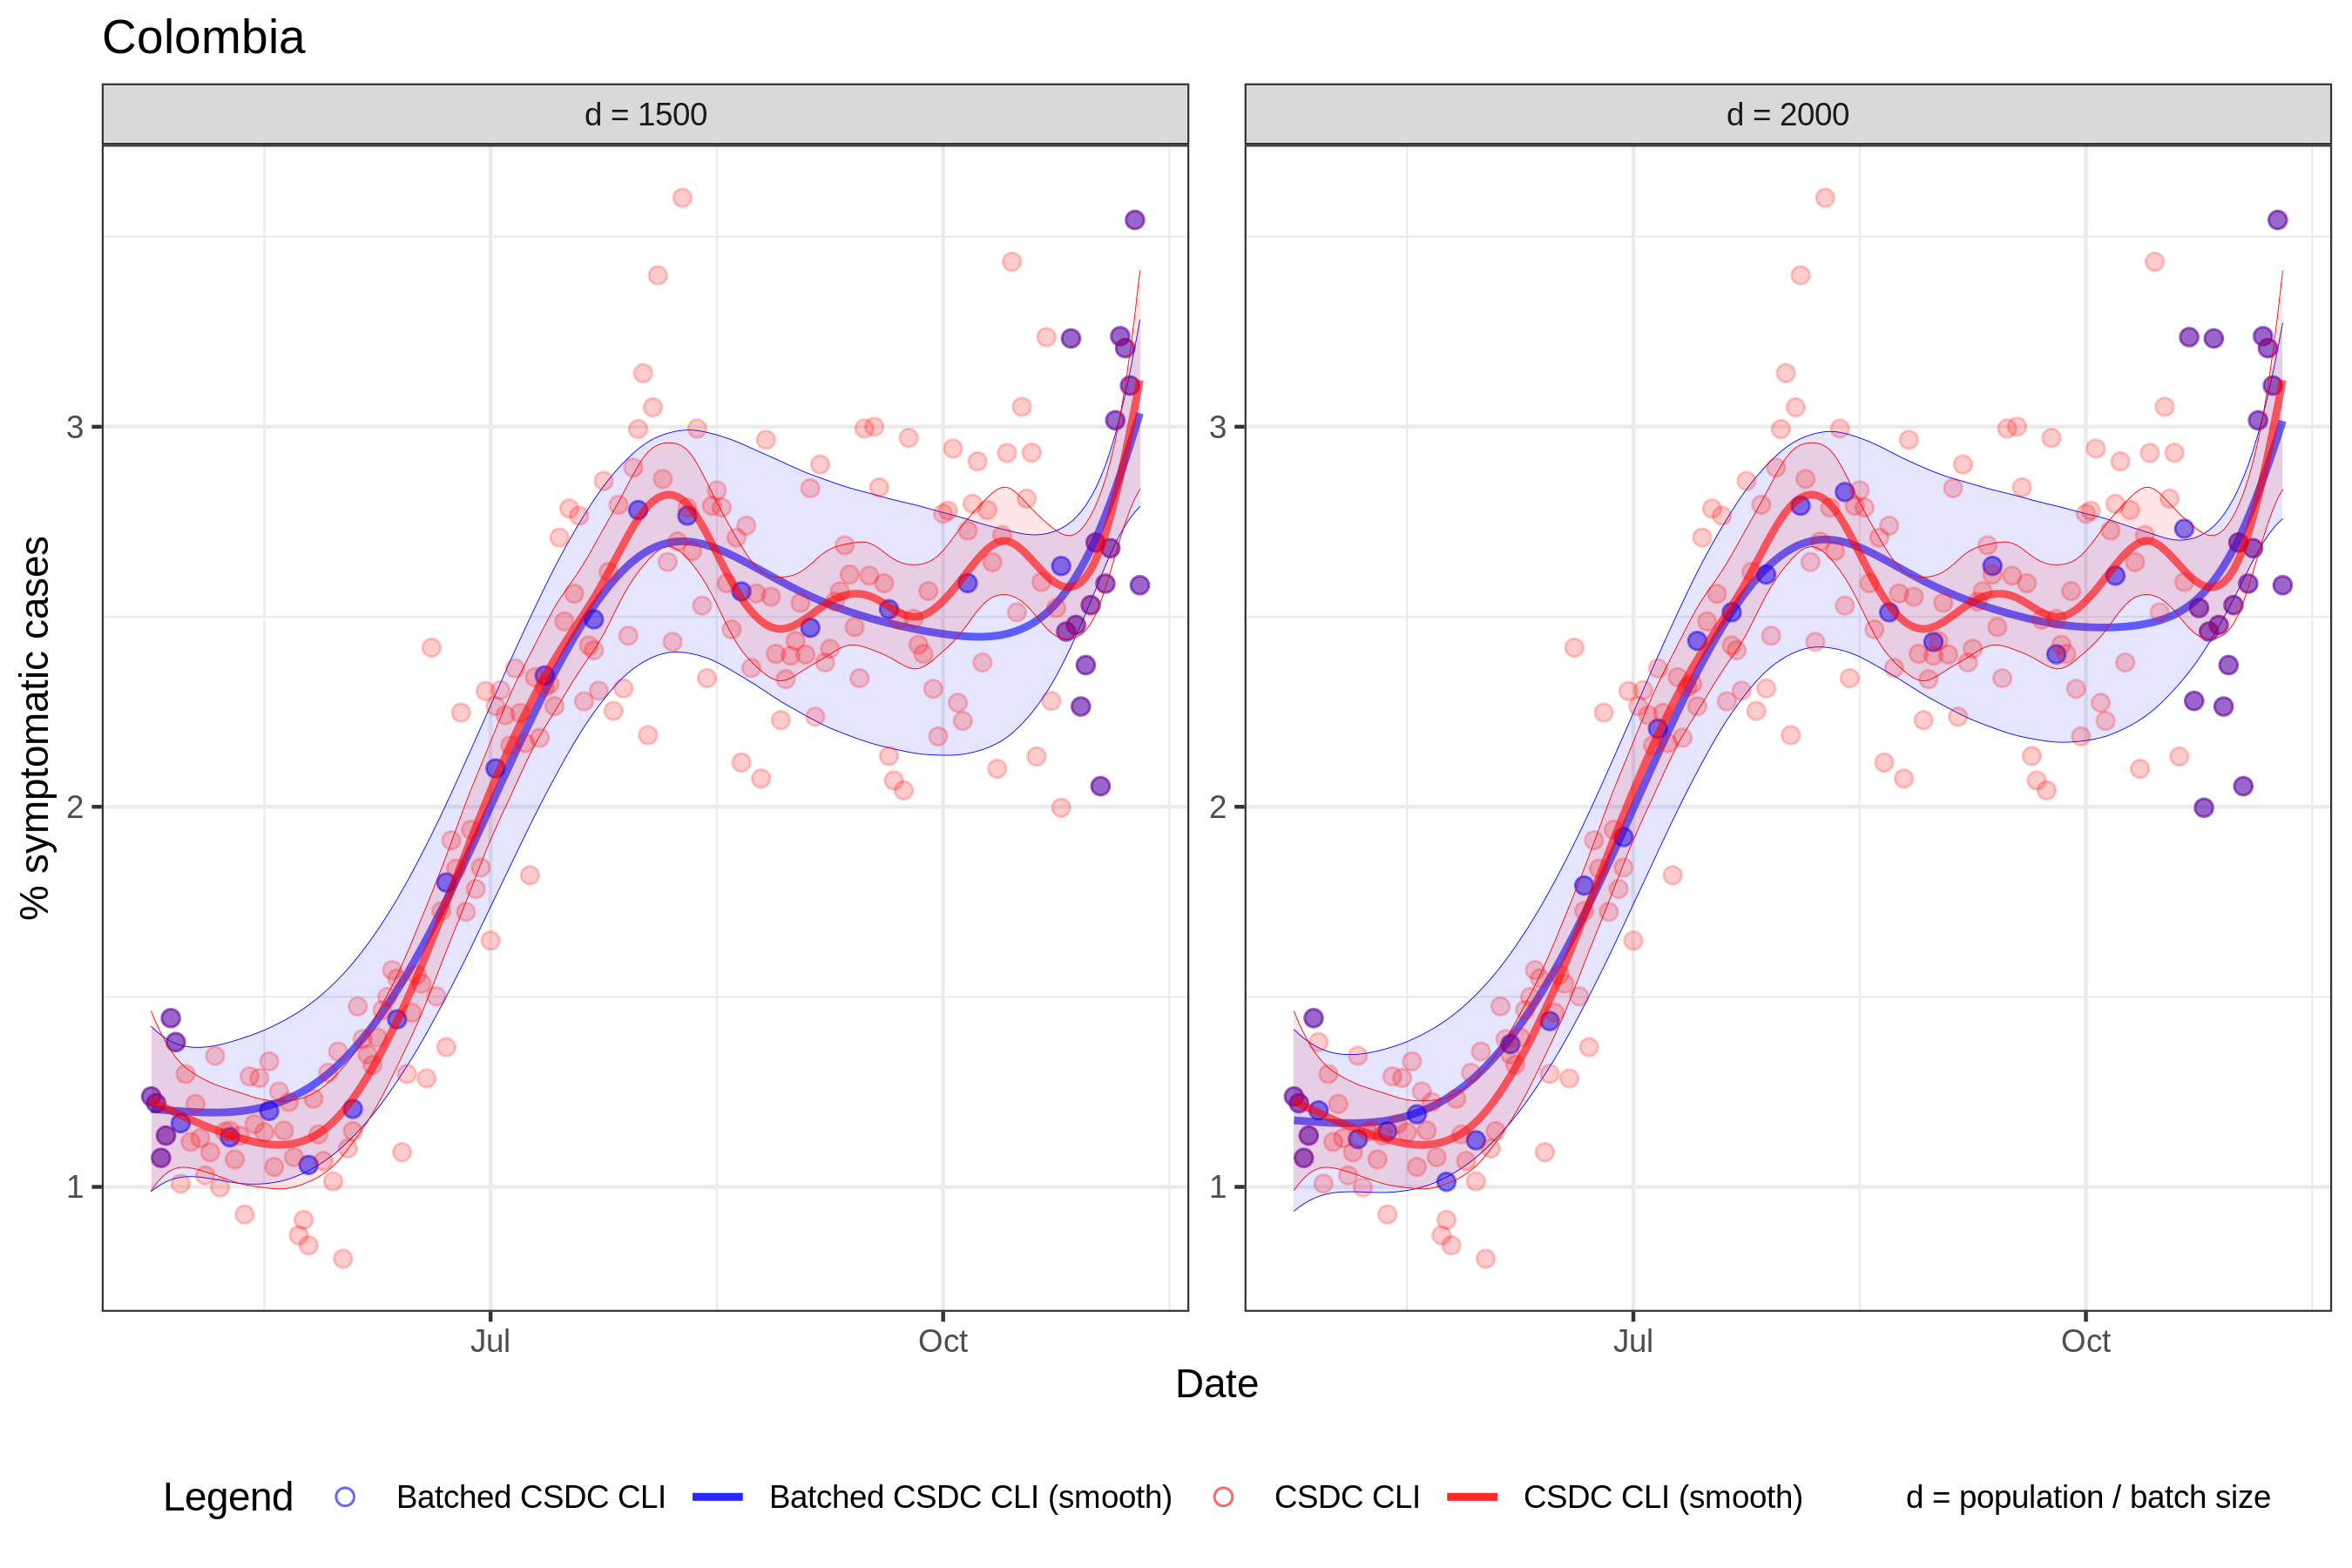 Colombia
d = 1500
d = 2000
% symptomatic cases
3
2
1
3
2
1
Jul
Oct
Jul
Oct
Date
Legend
Batched CSDC CLI
Batched CSDC CLI (smooth)
CSDC CLI
CSDC CLI (smooth)
d = population / batch size